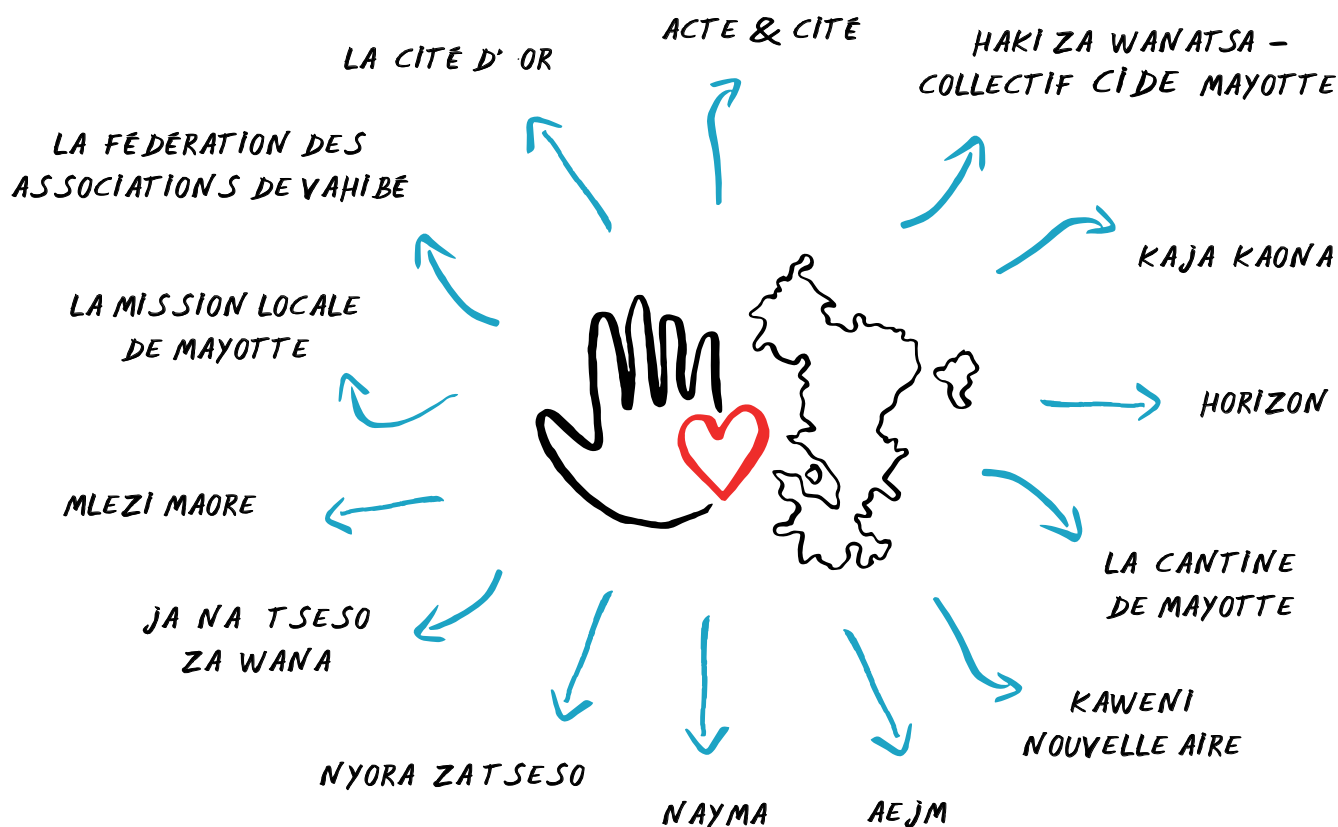 ACTE & CITÉ
HAKI ZA WANATSA –
COLLECTIF CIDE MAYOTTE
KAJA KAONA
HORIZON
LA CANTINE
DE MAYOTTE
KAWENI
NOUVELLE AIRE
AEJM
NAYMA
NYORA ZA TSESO
JA NA TSESO
ZA WANA
MLEZI MAORE
LA MISSION LOCALE
DE MAYOTTE
LA FÉDÉRATION DES
ASSOCIATIONS DE VAHIBÉ
LA CITÉ D' OR